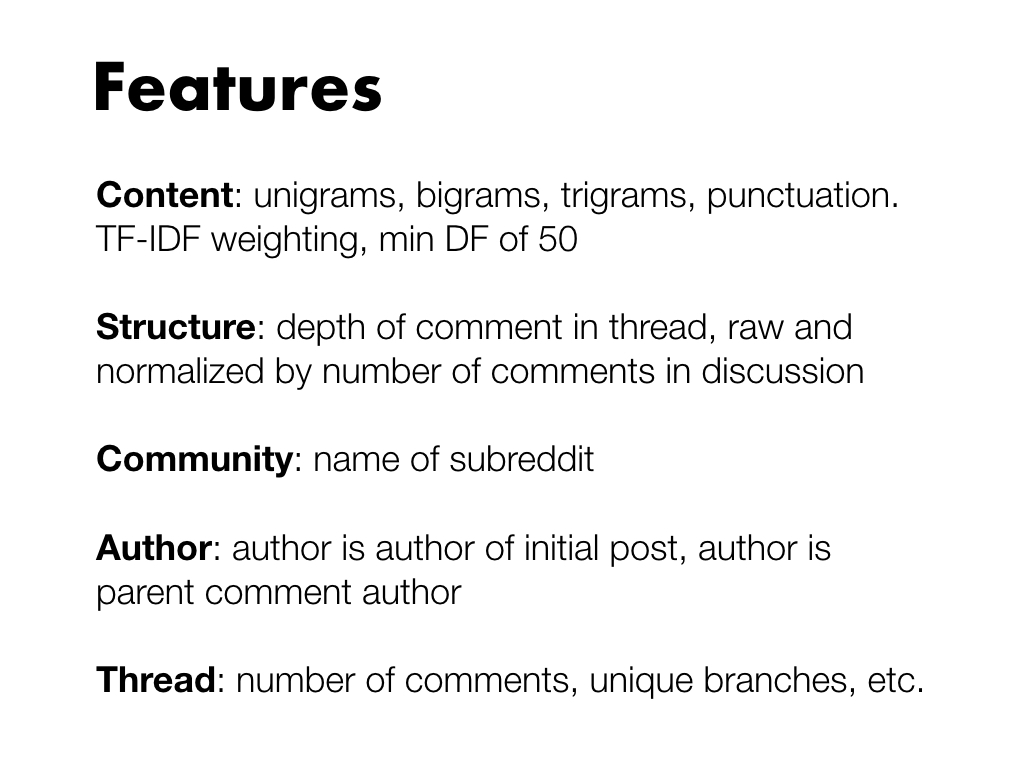 Features
Content: unigrams, bigrams, trigrams, punctuation.
TF-IDF weighting, min DF of 50
Structure: depth of comment in thread, raw and
normalized by number of comments in discussion
Community: name of subreddit
Author: author is author of initial post, author is
parent comment author
Thread: number of comments, unique branches, etc.